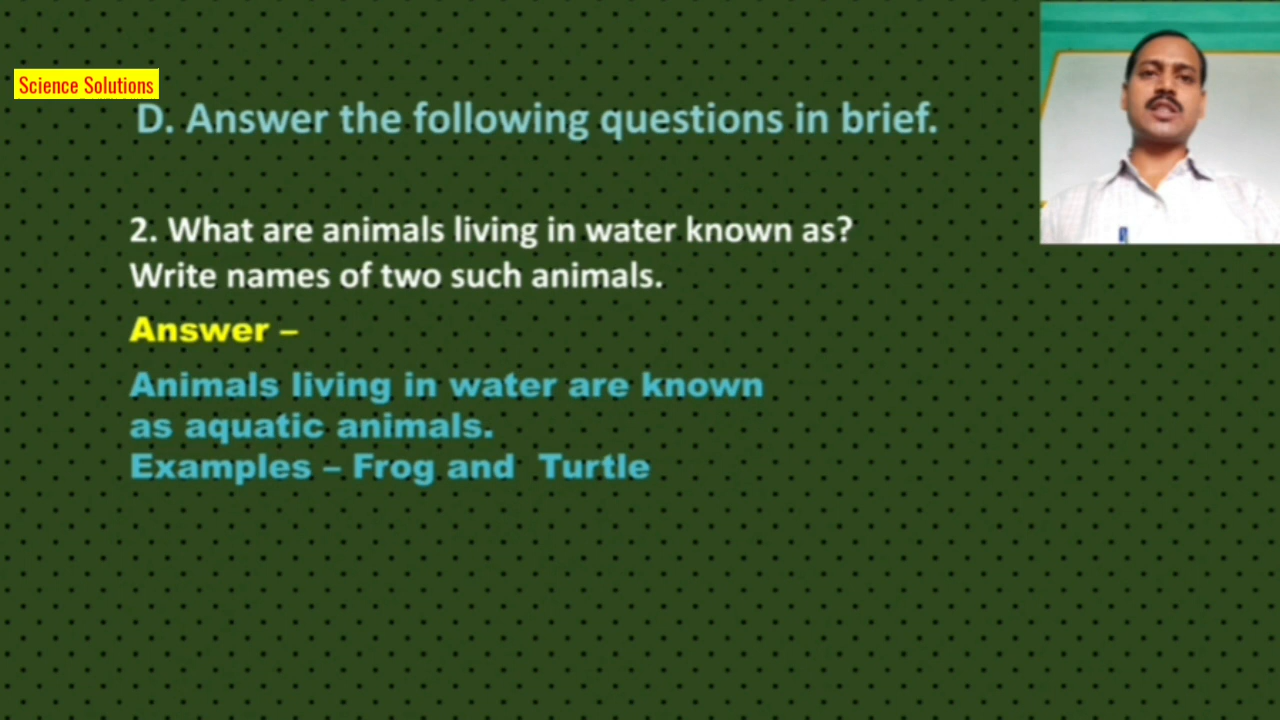 Science Solutions
D. Answer the following questions in brief.
2. What are animals living in water known as?
Write names of two such animals.
Answer –
Animals living in water are known
as aquatic animals.
Examples – Frog and Turtle